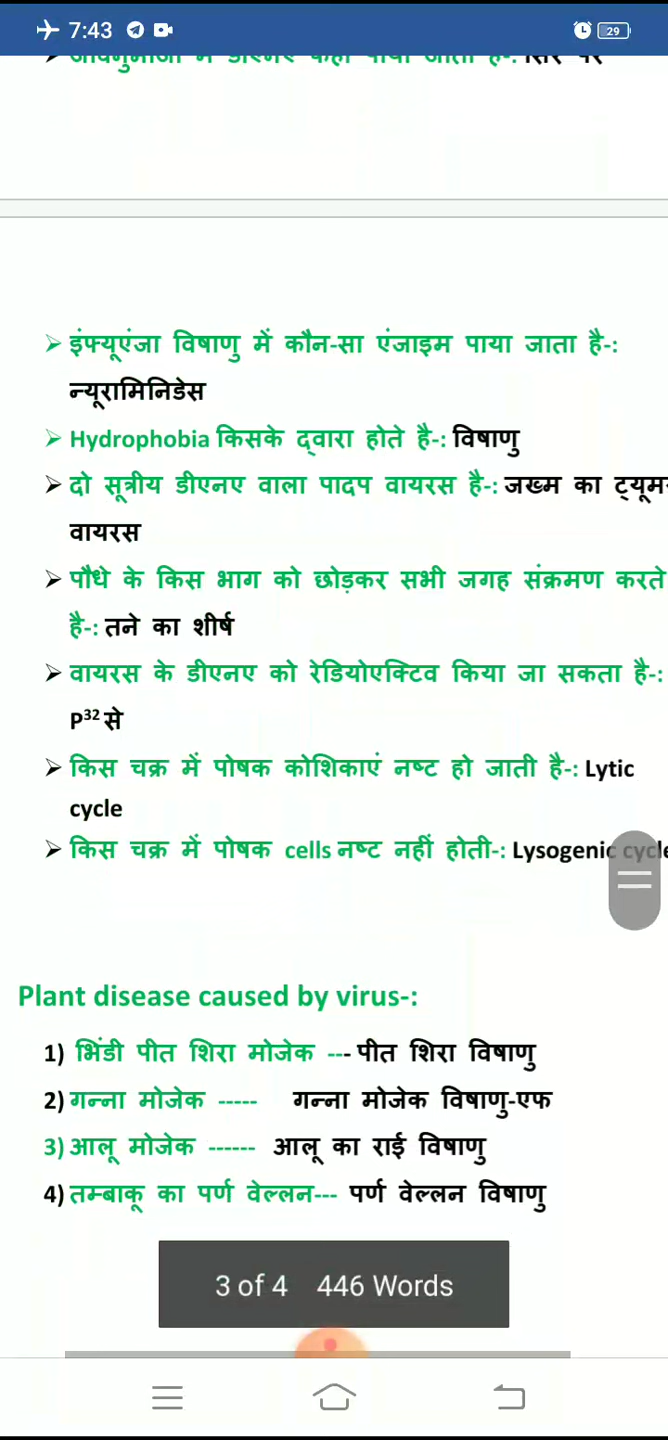 7:43
29
सिर पर
➢ इंफ्यूएंजा विषाणु में कौन-सा एंजाइम पाया जाता है-:
न्यूरामिनिडेस
➢ Hydrophobia किसके द्वारा होते है-: विषाणु
➢ दो सूत्रीय डीएनए वाला पादप वायरस है-: जख्म का
वायरस
➢ पौधे के किस भाग को छोड़कर सभी जगह संक्रमण करते
है-: तने का शीर्ष
➢ वायरस के डीएनए को रेडियोएक्टिव किया जा सकता है-:
P³² से
➢ किस चक्र में पोषक कोशिकाएं नष्ट हो जाती है-: Lytic
cycle
➢ किस चक्र में पोषक cells नष्ट नहीं होती-: Lysogenic cycle
Plant disease caused by virus-:
1) भिंडी पीत शिरा मोजेक --- पीत शिरा विषाणु
2) गन्ना मोजेक ----- गन्ना मोजेक विषाणु-एफ
3) आलू मोजेक ------ आलू का राई विषाणु
4) तम्बाकू का पर्ण वेल्लन--- पर्ण वेल्लन विषाणु
3 of 4 446 Words